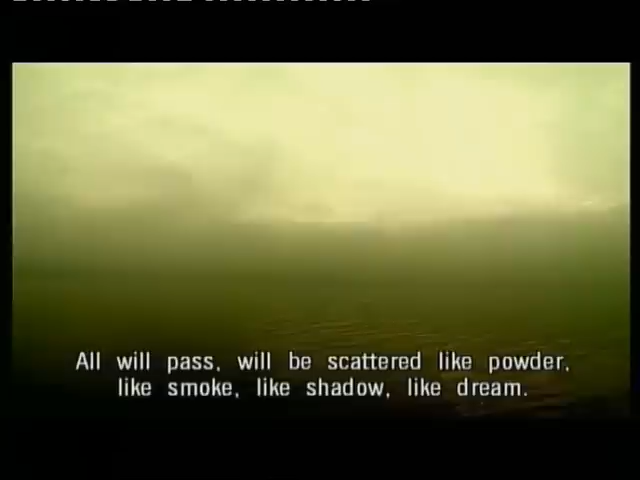 All will pass, will be scattered like powder,
like smoke, like shadow, like dream.